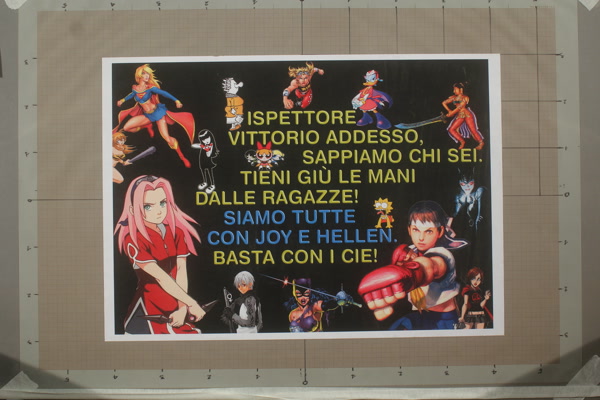 ISPETTORE
VITTORIO ADDESSO,
SAPPIAMO CHI SEI.
TIENI GIÙ LE MANI
DALLE RAGAZZE!
SIAMO TUTTE
CON JOY E HELLEN.
BASTA CON I CIE!